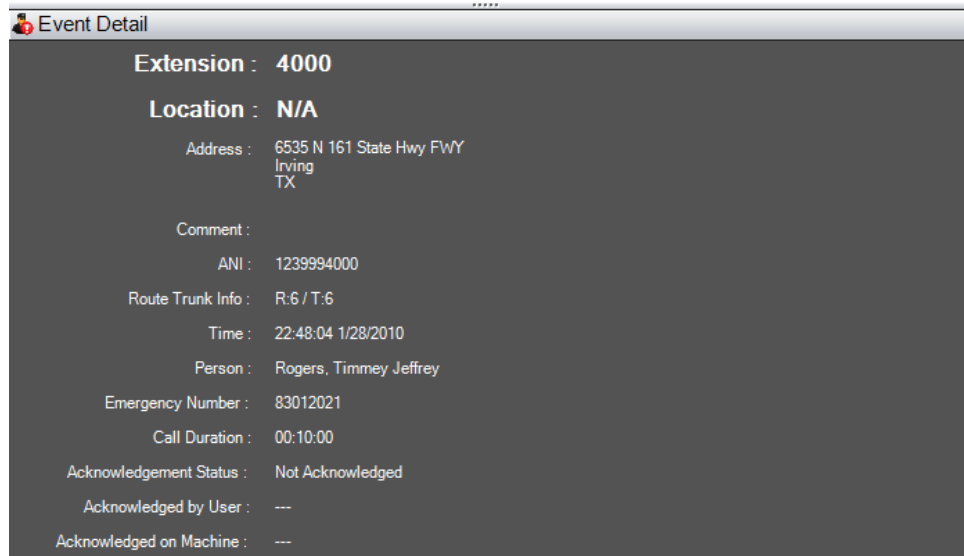 Event Detail
Extension : 4000
Location : N/A
Address : 6535 N 161 State Hwy FWY
Irving
TX
Comment :
ANI : 1239994000
Route Trunk Info : R:6 / T:6
Time : 22:48:04 1/28/2010
Person : Rogers, Timmey Jeffrey
Emergency Number : 83012021
Call Duration : 00:10:00
Acknowledgement Status : Not Acknowledged
Acknowledged by User : ---
Acknowledged on Machine : ---